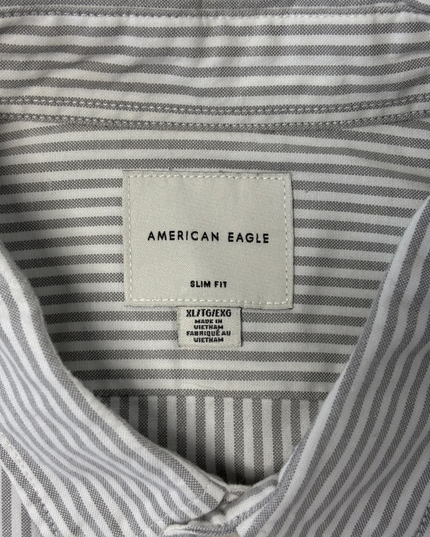 AMERICAN EAGLE
SLIM FIT
XL/TG/EXG
MADE IN
VIETNAM
FABRIQUÉ AU
VIETNAM